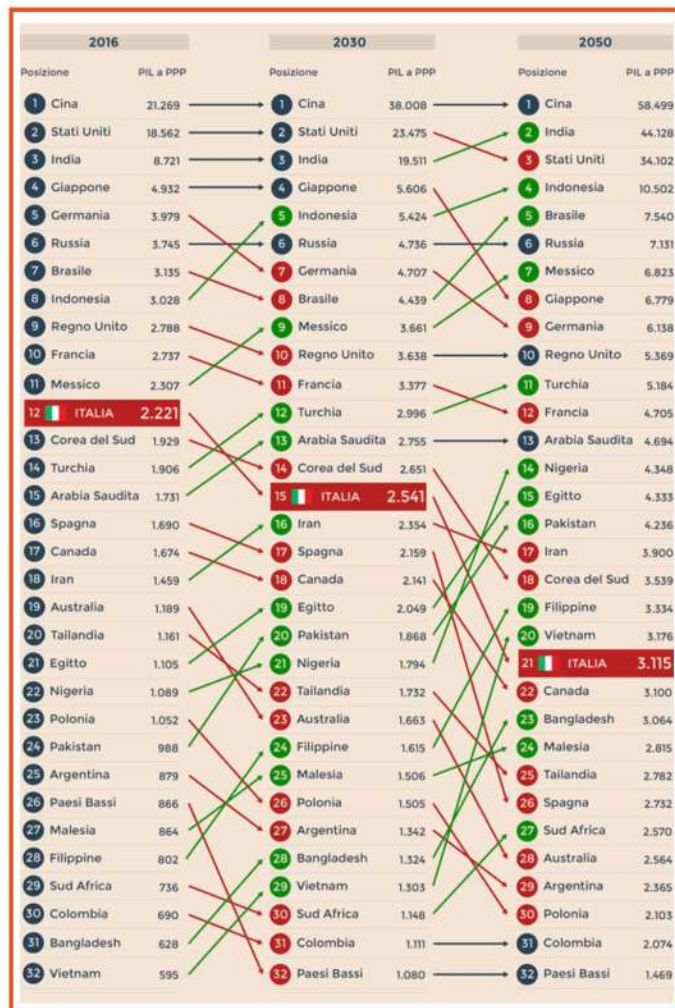 2016 2030 2050
Posizione PIL a PPP Posizione PIL a PPP Posizione PIL a PPP
1 Cina 21.269 1 Cina 38.008 1 Cina 58.499
2 Stati Uniti 18.562 2 Stati Uniti 23.475 2 India 44.128
3 India 8.721 3 India 19.511 3 Stati Uniti 34.102
4 Giappone 4.932 4 Giappone 5.606 4 Indonesia 10.502
5 Germania 3.979 5 Indonesia 5.424 5 Brasile 7.540
6 Russia 3.745 6 Russia 4.736 6 Russia 7.131
7 Brasile 3.135 7 Germania 4.707 7 Messico 6.823
8 Indonesia 3.028 8 Brasile 4.439 8 Giappone 6.779
9 Regno Unito 2.788 9 Messico 3.661 9 Germania 6.138
10 Francia 2.737 10 Regno Unito 3.638 10 Regno Unito 5.369
11 Messico 2.307 11 Francia 3.377 11 Turchia 5.184
12 ITALIA 2.221 12 Turchia 2.996 12 Francia 4.705
13 Corea del Sud 1.929 13 Arabia Saudita 2.755 13 Arabia Saudita 4.694
14 Turchia 1.906 14 Corea del Sud 2.651 14 Nigeria 4.348
15 Arabia Saudita 1.731 15 ITALIA 2.541 15 Egitto 4.333
16 Spagna 1.690 16 Iran 2.354 16 Pakistan 4.236
17 Canada 1.674 17 Spagna 2.159 17 Iran 3.900
18 Iran 1.459 18 Canada 2.141 18 Corea del Sud 3.539
19 Australia 1.189 19 Egitto 2.049 19 Filippine 3.334
20 Tailandia 1.161 20 Pakistan 1.868 20 Vietnam 3.176
21 Egitto 1.105 21 Nigeria 1.794 21 ITALIA 3.115
22 Nigeria 1.089 22 Tailandia 1.732 22 Canada 3.100
23 Polonia 1.052 23 Australia 1.663 23 Bangladesh 3.064
24 Pakistan 988 24 Filippine 1.615 24 Malesia 2.815
25 Argentina 879 25 Malesia 1.506 25 Tailandia 2.782
26 Paesi Bassi 866 26 Polonia 1.505 26 Spagna 2.732
27 Malesia 864 27 Argentina 1.342 27 Sud Africa 2.570
28 Filippine 802 28 Bangladesh 1.324 28 Australia 2.564
29 Sud Africa 736 29 Vietnam 1.303 29 Argentina 2.365
30 Colombia 690 30 Sud Africa 1.148 30 Polonia 2.103
31 Bangladesh 628 31 Colombia 1.111 31 Colombia 2.074
32 Vietnam 595 32 Paesi Bassi 1.080 32 Paesi Bassi 1.469